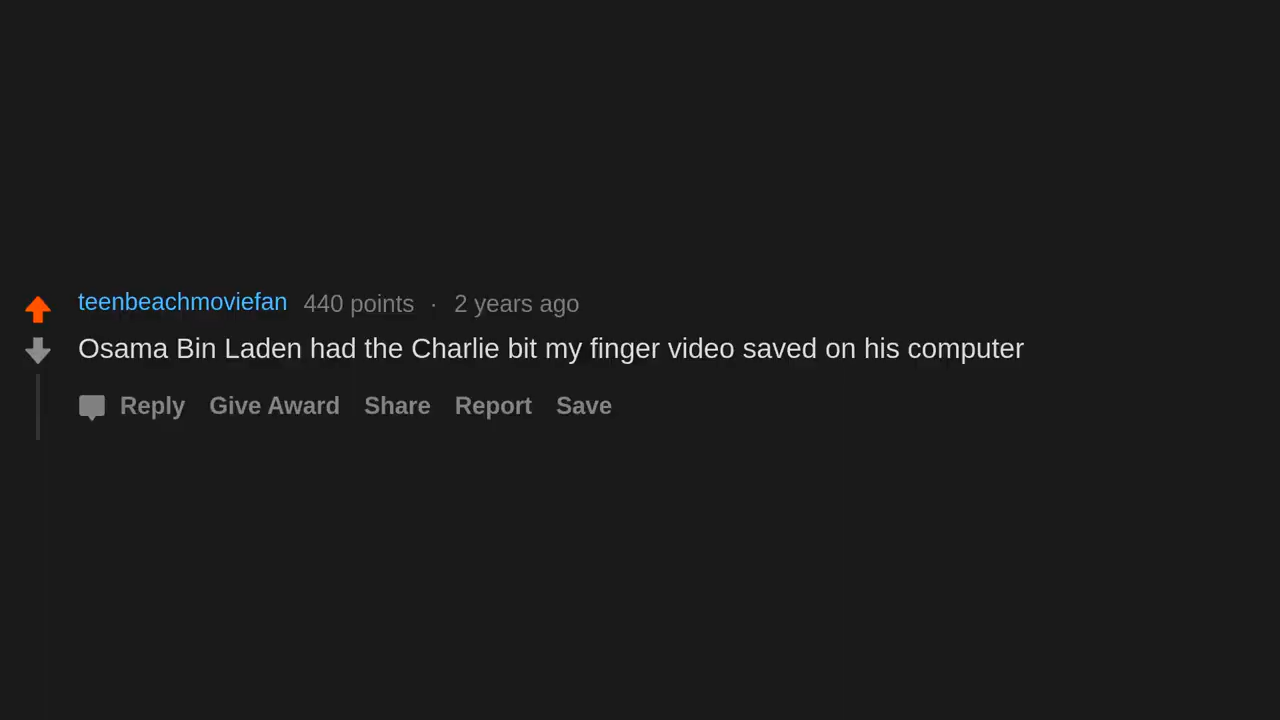 teenbeachmoviefan 440 points · 2 years ago
Osama Bin Laden had the Charlie bit my finger video saved on his computer
Reply Give Award Share Report Save